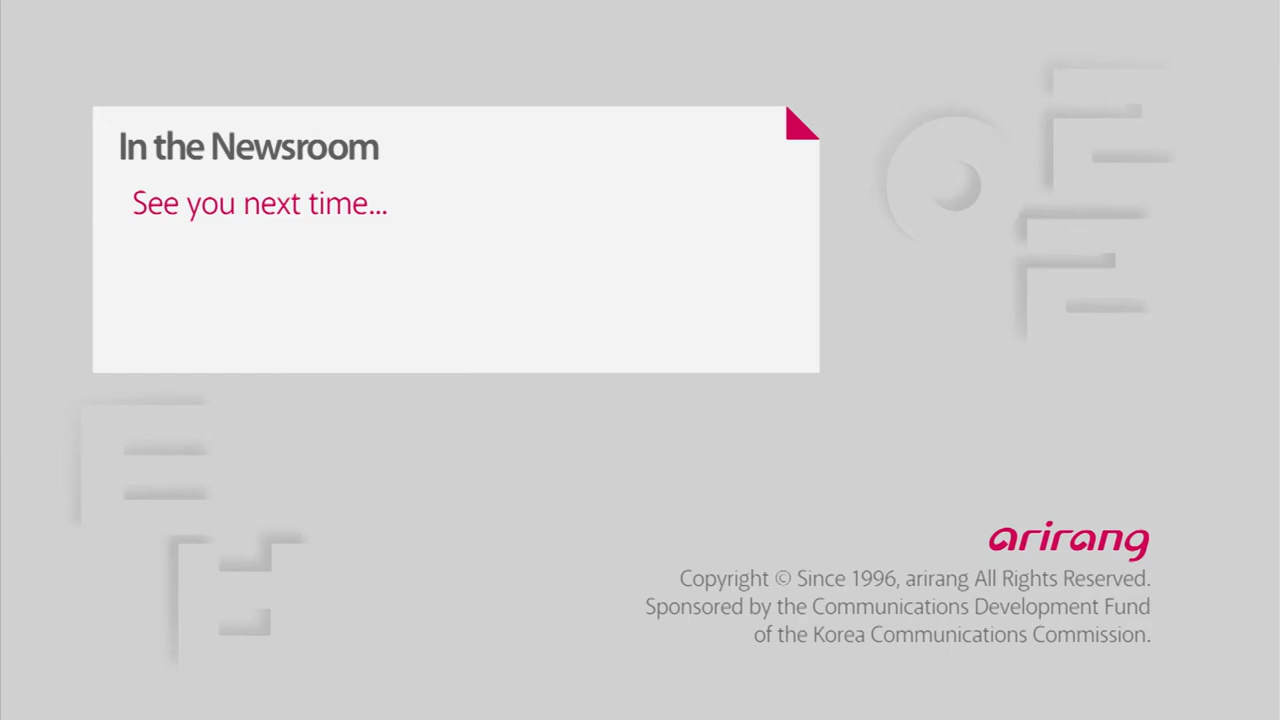 In the Newsroom
See you next time...
arirang
Copyright © Since 1996, arirang All Rights Reserved.
Sponsored by the Communications Development Fund
of the Korea Communications Commission.